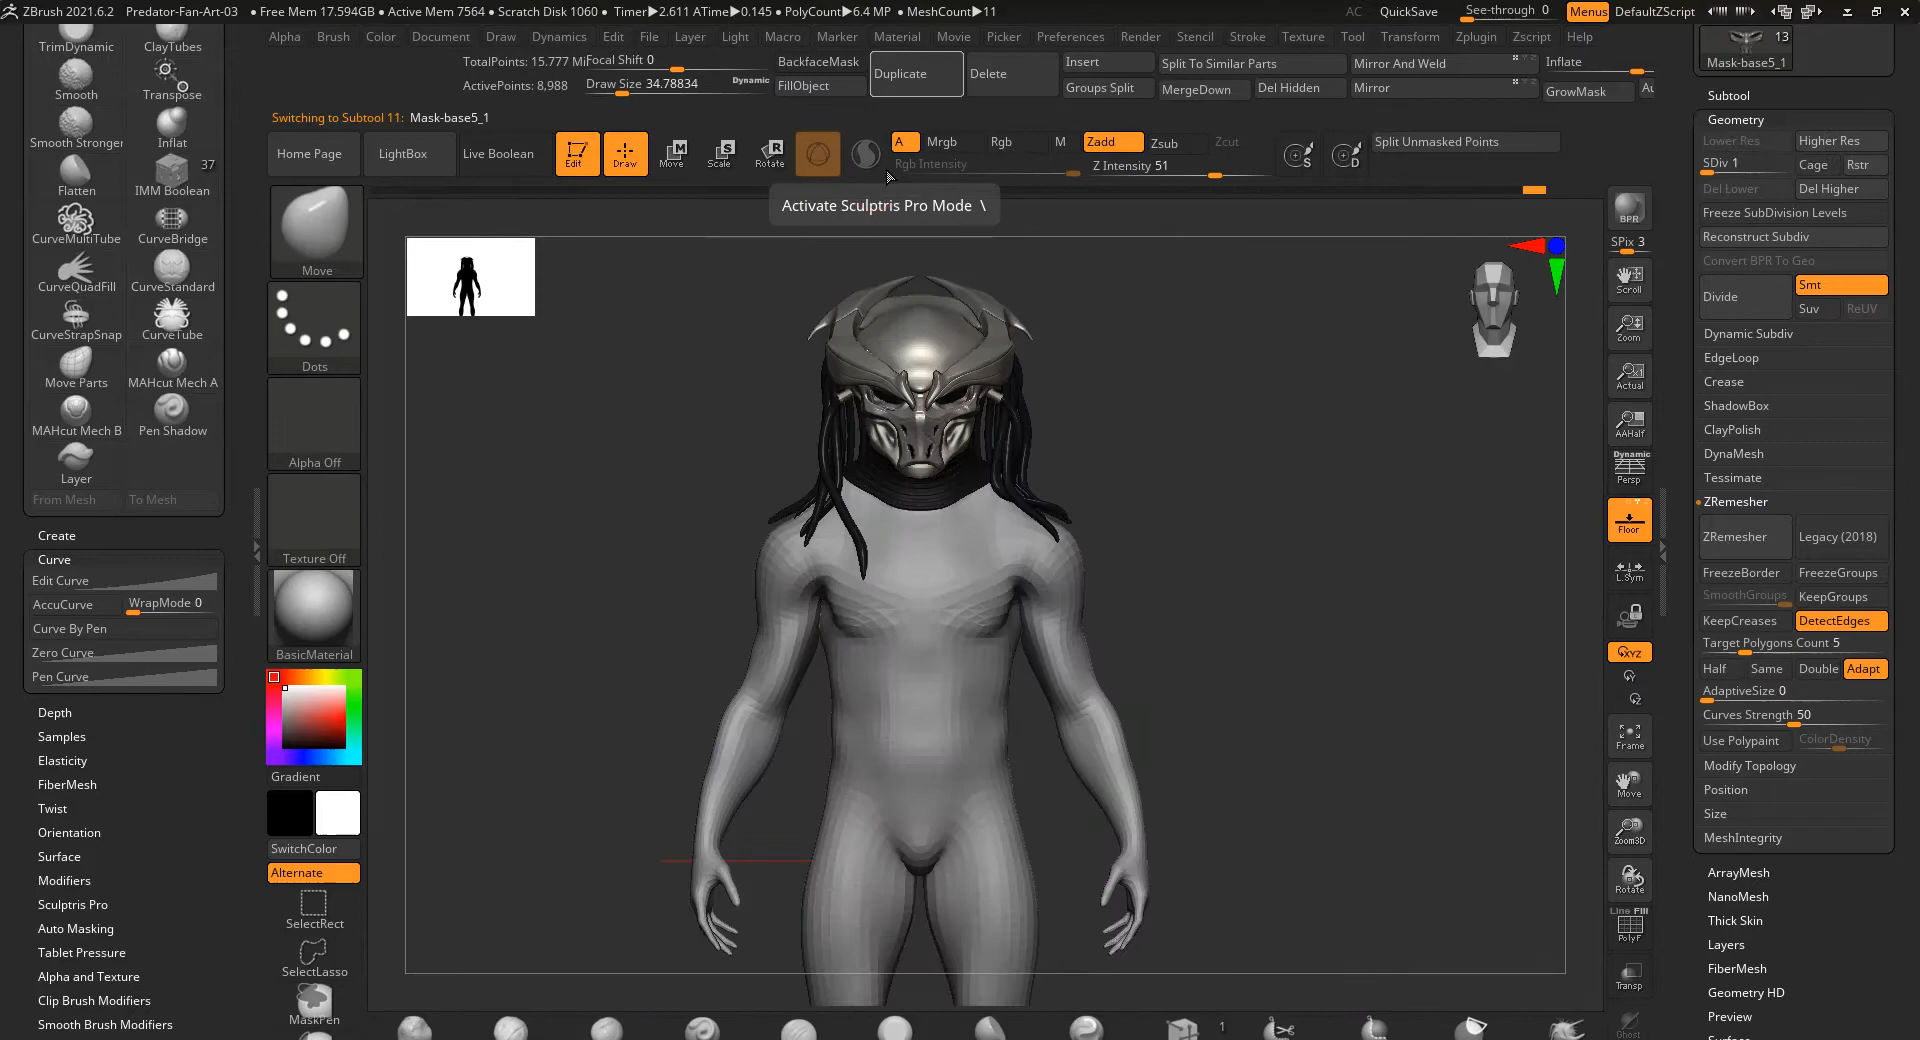 ZBrush 2021.6.2 Predator-Fan-Art-03 • Free Mem 17.594GB • Active Mem 7564 • Scratch Disk 1060 • Timer▶2.611 ATime▶0.145 • PolyCount▶6.4 MP • MeshCount▶11 AC QuickSave See-through 0 Menus DefaultZScript
Alpha Brush Color Document Draw Dynamics Edit File Layer Light Macro Marker Material Movie Picker Preferences Render Stencil Stroke Texture Tool Transform Zplugin Zscript Help
TotalPoints: 15.777 Mi Focal Shift 0 BackfaceMask Duplicate Delete Insert Split To Similar Parts Mirror And Weld Inflate
ActivePoints: 8,988 Draw Size 34.78834 Dynamic FillObject Groups Split MergeDown Del Hidden Mirror GrowMask Au
Switching to Subtool 11: Mask-base5_1
Home Page LightBox Live Boolean Edit Draw Move Scale Rotate A Mrgb Rgb M Zadd Zsub Zcut Split Unmasked Points
Rgb Intensity Z Intensity 51
Activate Sculptris Pro Mode \
TrimDynamic ClayTubes
Smooth Transpose
Smooth Stronger Inflat
37
Flatten IMM Boolean
CurveMultiTube CurveBridge
CurveQuadFill CurveStandard
CurveStrapSnap CurveTube
Move Parts MAHcut Mech A
MAHcut Mech B Pen Shadow
Layer
From Mesh To Mesh
Create
Curve
Edit Curve
AccuCurve WrapMode 0
Curve By Pen
Zero Curve
Pen Curve
Depth
Samples
Elasticity
FiberMesh
Twist
Orientation
Surface
Modifiers
Sculptris Pro
Auto Masking
Tablet Pressure
Alpha and Texture
Clip Brush Modifiers
Smooth Brush Modifiers
Move
Dots
Alpha Off
Texture Off
BasicMaterial
Gradient
SwitchColor
Alternate
SelectRect
SelectLasso
MaskPen
1
BPR
SPix 3
Scroll
Zoom
Actual
AAHalf
Dynamic
Persp
Floor
L.Sym
XYZ
Frame
Move
Zoom3D
Rotate
Line Fill
PolyF
Transp
Ghost
13
Mask-base5_1
Subtool
Geometry
Lower Res Higher Res
SDiv 1 Cage Rstr
Del Lower Del Higher
Freeze SubDivision Levels
Reconstruct Subdiv
Convert BPR To Geo
Divide Smt
Suv ReUV
Dynamic Subdiv
EdgeLoop
Crease
ShadowBox
ClayPolish
DynaMesh
Tessimate
ZRemesher
ZRemesher Legacy (2018)
FreezeBorder FreezeGroups
SmoothGroups KeepGroups
KeepCreases DetectEdges
Target Polygons Count 5
Half Same Double Adapt
AdaptiveSize 0
Curves Strength 50
Use Polypaint ColorDensity
Modify Topology
Position
Size
MeshIntegrity
ArrayMesh
NanoMesh
Thick Skin
Layers
FiberMesh
Geometry HD
Preview